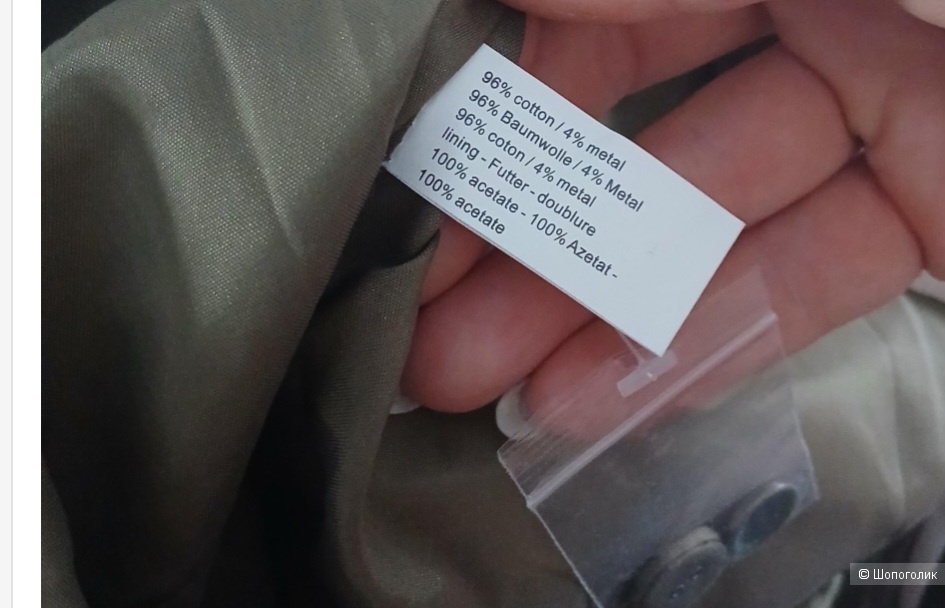 96% cotton / 4% metal
96% Baumwolle / 4% Metal
96% coton / 4% metal
lining - Futter - doublure
100% acetate - 100% Azetat -
100% acetate
© Шопоголик